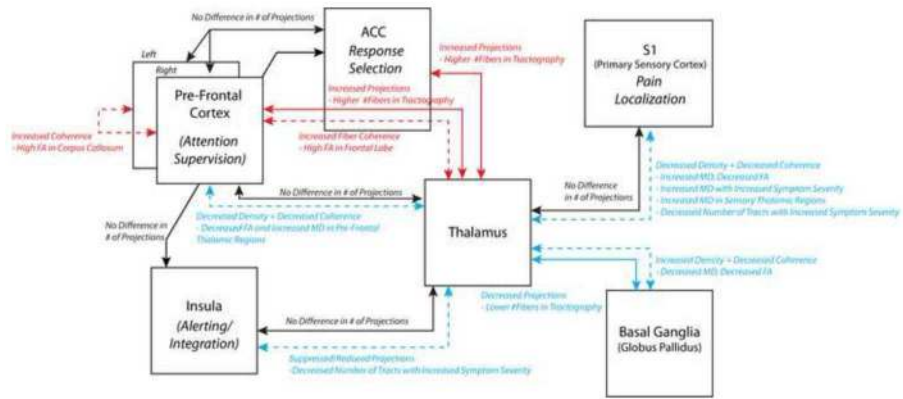 No Difference in # of Projections
Left
Right
Pre-Frontal
Cortex
(Attention
Supervision)
ACC
Response
Selection
Increased Projections
- Higher #Fibers in Tractography
S1
(Primary Sensory Cortex)
Pain
Localization
Increased Projections
- Higher #Fibers in Tractography
Increased Coherence
- High FA in Corpus Callosum
Increased Fiber Coherence
- High FA in Frontal Lobe
Decreased Density + Decreased Coherence
- Increased MD; Decreased FA
- Increased MD with Increased Symptom Severity
- Increased MD in Sensory Thalamic Regions
- Decreased Number of Tracts with Increased Symptom Severity
No Difference
in # of Projections
No Difference in # of Projections
Decreased Density + Decreased Coherence
- Decreased FA and Increased MD in Pre-Frontal
Thalamic Regions
Thalamus
No Difference in
# of Projections
Increased Density + Decreased Coherence
- Decreased MD; Decreased FA
Insula
(Alerting/
Integration)
Decreased Projections
- Lower #Fibers in Tractography
No Difference in # of Projections
Basal Ganglia
(Globus Pallidus)
Suppressed Reduced Projections
-Decreased Number of Tracts with Increased Symptom Severity